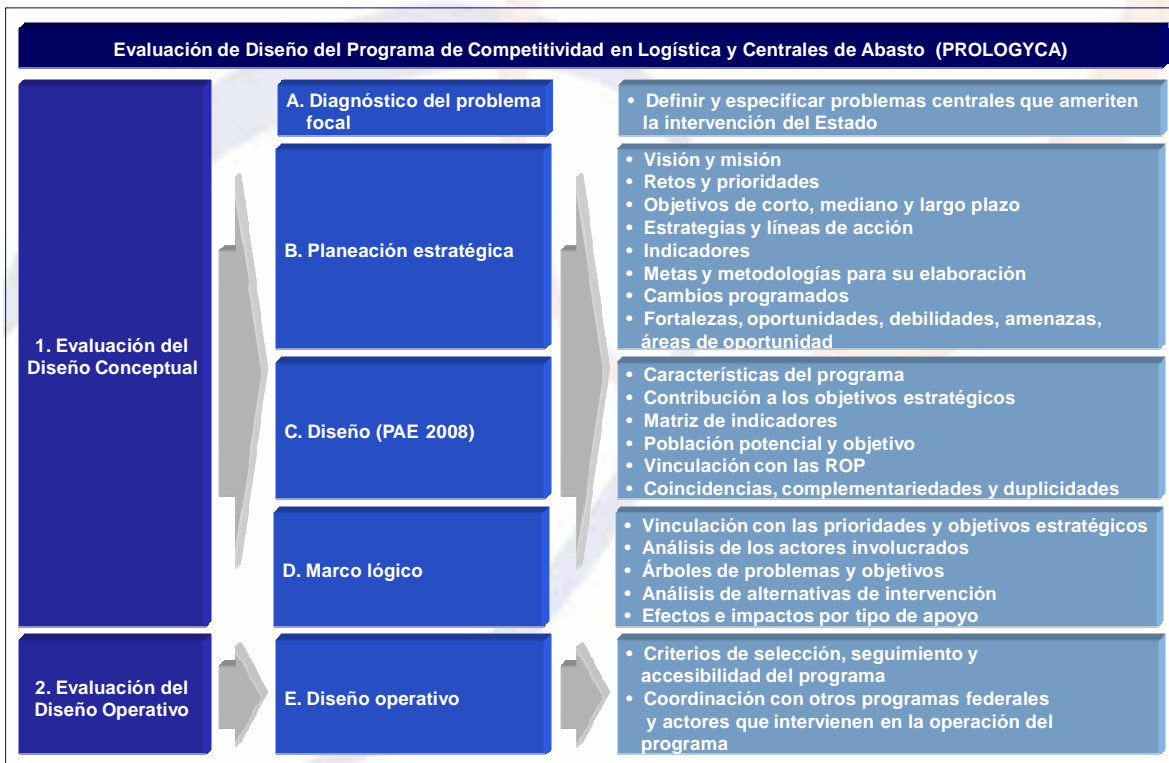 Evaluación de Diseño del Programa de Competitividad en Logística y Centrales de Abasto (PROLOGYCA)
1. Evaluación del
Diseño Conceptual
A. Diagnóstico del problema
focal
• Definir y especificar problemas centrales que ameriten
la intervención del Estado
B. Planeación estratégica
• Visión y misión
• Retos y prioridades
• Objetivos de corto, mediano y largo plazo
• Estrategias y líneas de acción
• Indicadores
• Metas y metodologías para su elaboración
• Cambios programados
• Fortalezas, oportunidades, debilidades, amenazas,
áreas de oportunidad
C. Diseño (PAE 2008)
• Características del programa
• Contribución a los objetivos estratégicos
• Matriz de indicadores
• Población potencial y objetivo
• Vinculación con las ROP
• Coincidencias, complementariedades y duplicidades
D. Marco lógico
• Vinculación con las prioridades y objetivos estratégicos
• Análisis de los actores involucrados
• Árboles de problemas y objetivos
• Análisis de alternativas de intervención
• Efectos e impactos por tipo de apoyo
2. Evaluación del
Diseño Operativo
E. Diseño operativo
• Criterios de selección, seguimiento y
accesibilidad del programa
• Coordinación con otros programas federales
y actores que intervienen en la operación del
programa